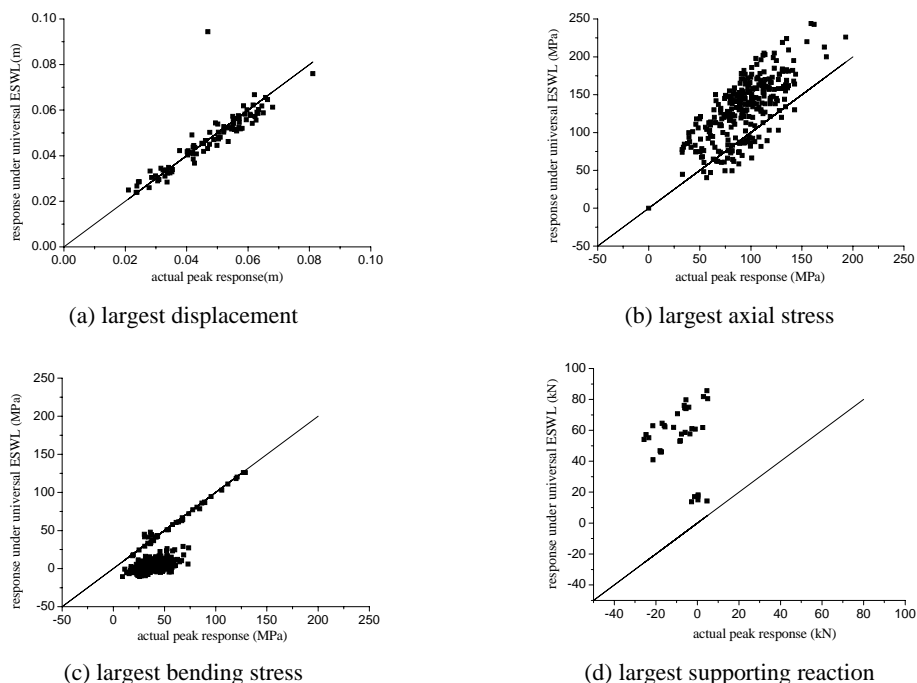 0.10
0.08
0.06
0.04
0.02
0.00
0.00 0.02 0.04 0.06 0.08 0.10
response under universal ESWL(m)
actual peak response(m)
(a) largest displacement
250
200
150
100
50
0
-50
-50 0 50 100 150 200 250
response under universal ESWL (MPa)
actual peak response (MPa)
(b) largest axial stress
250
200
150
100
50
0
-50
-50 0 50 100 150 200 250
response under universal ESWL (MPa)
actual peak response (MPa)
(c) largest bending stress
100
80
60
40
20
0
-20
-40
-40 -20 0 20 40 60 80 100
response under universal ESWL (kN)
actual peak response (kN)
(d) largest supporting reaction